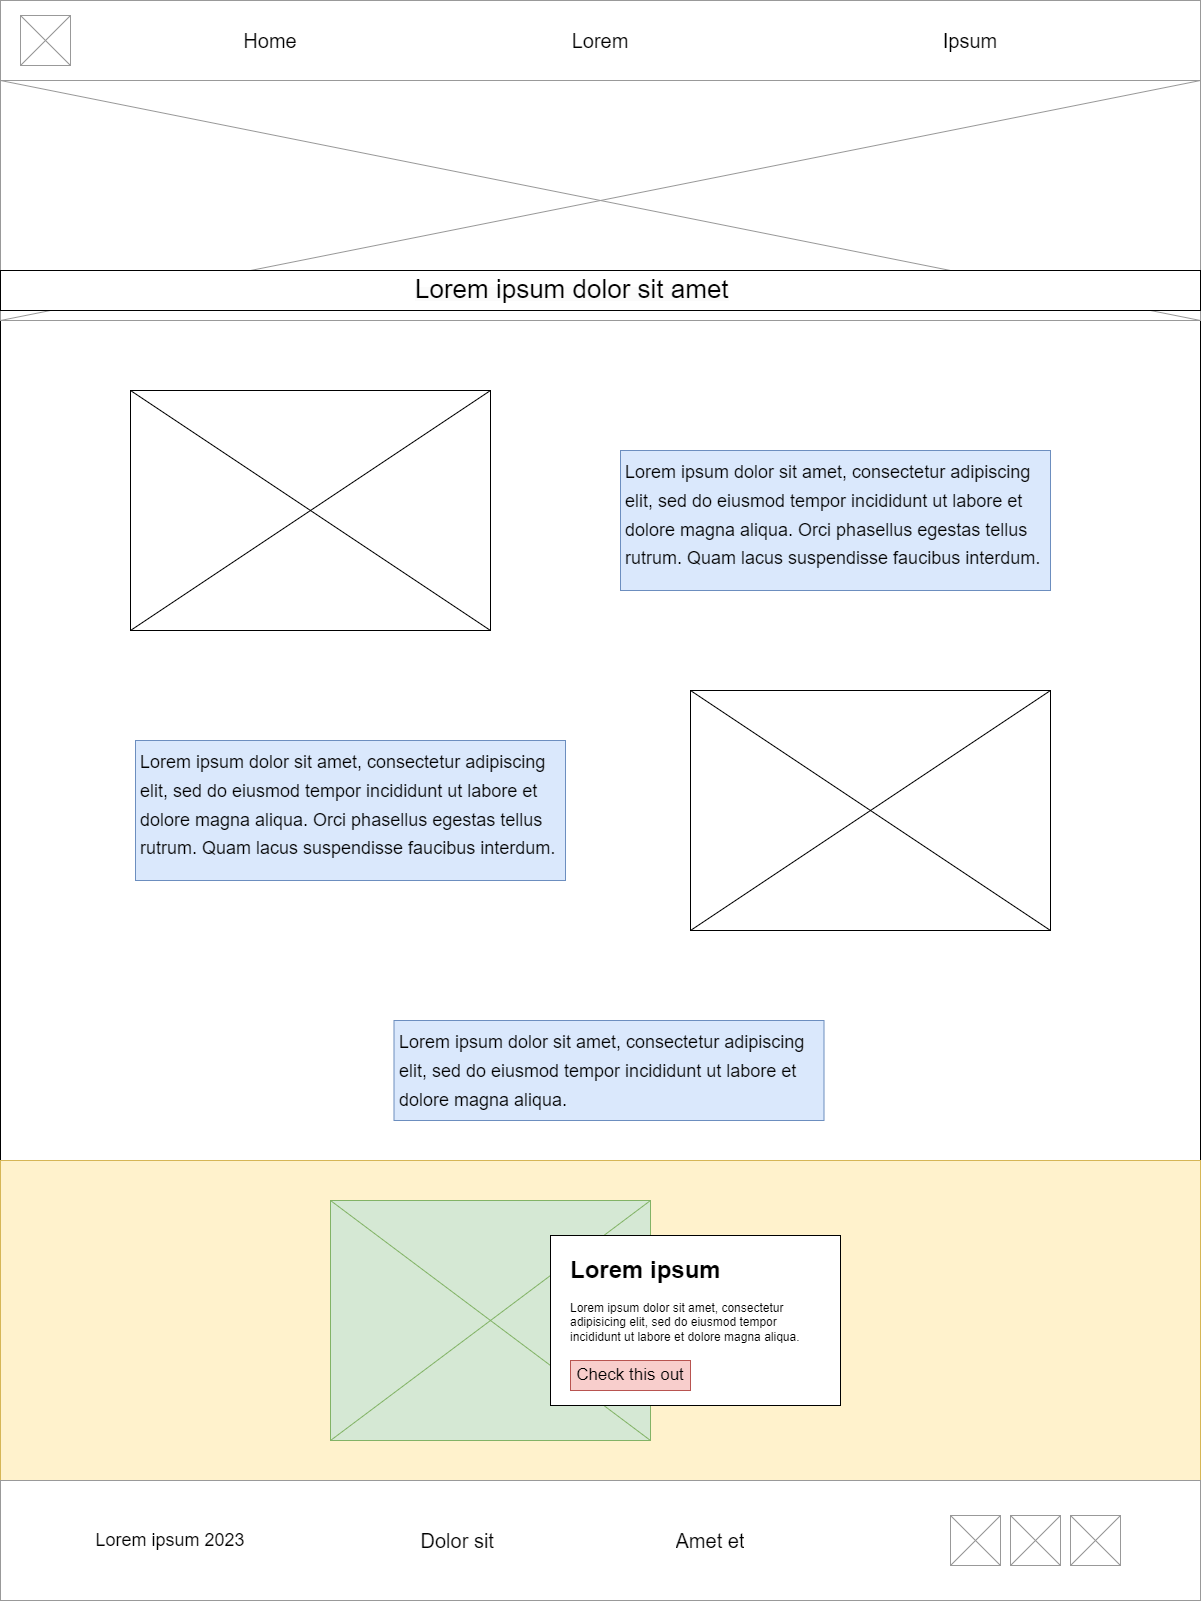 Home
Lorem
Ipsum
Lorem ipsum dolor sit amet
Lorem ipsum dolor sit amet, consectetur adipiscing
elit, sed do eiusmod tempor incididunt ut labore et
dolore magna aliqua. Orci phasellus egestas tellus
rutrum. Quam lacus suspendisse faucibus interdum.
Lorem ipsum dolor sit amet, consectetur adipiscing
elit, sed do eiusmod tempor incididunt ut labore et
dolore magna aliqua. Orci phasellus egestas tellus
rutrum. Quam lacus suspendisse faucibus interdum.
Lorem ipsum dolor sit amet, consectetur adipiscing
elit, sed do eiusmod tempor incididunt ut labore et
dolore magna aliqua.
Lorem ipsum
Lorem ipsum dolor sit amet, consectetur
adipisicing elit, sed do eiusmod tempor
incididunt ut labore et dolore magna aliqua.
Check this out
Lorem ipsum 2023
Dolor sit
Amet et